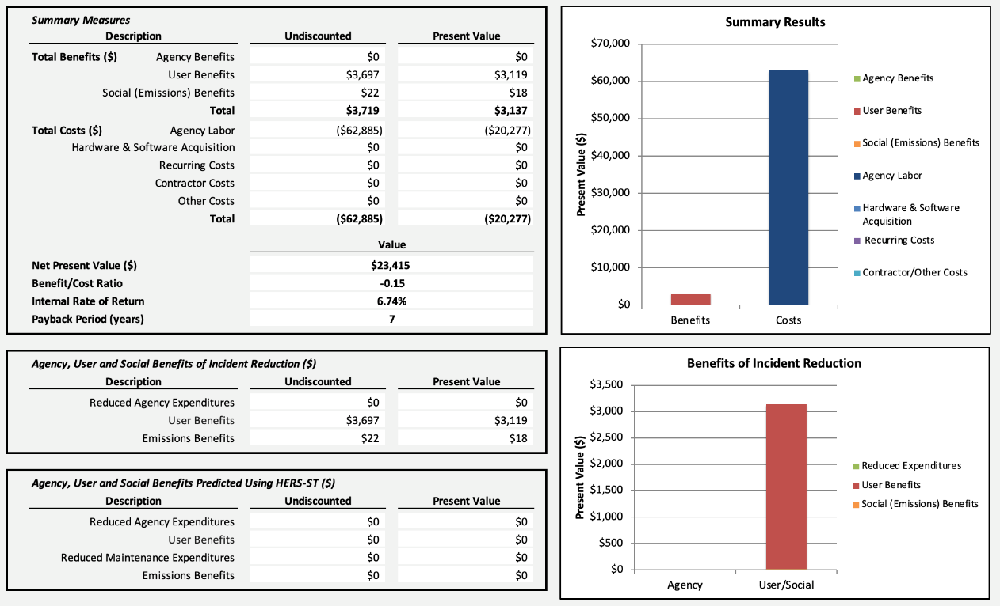 Summary Measures
Description Undiscounted Present Value
Total Benefits ($) Agency Benefits $0 $0
User Benefits $3,697 $3,119
Social (Emissions) Benefits $22 $18
Total $3,719 $3,137
Total Costs ($) Agency Labor ($62,885) ($20,277)
Hardware & Software Acquisition $0 $0
Recurring Costs $0 $0
Contractor Costs $0 $0
Other Costs $0 $0
Total ($62,885) ($20,277)
Value
Net Present Value ($) $23,415
Benefit/Cost Ratio -0.15
Internal Rate of Return 6.74%
Payback Period (years) 7
Summary Results
Present Value ($)
$70,000
$60,000
$50,000
$40,000
$30,000
$20,000
$10,000
$0
Benefits Costs
Agency Benefits
User Benefits
Social (Emissions) Benefits
Agency Labor
Hardware & Software
Acquisition
Recurring Costs
Contractor/Other Costs
Agency, User and Social Benefits of Incident Reduction ($)
Description Undiscounted Present Value
Reduced Agency Expenditures $0 $0
User Benefits $3,697 $3,119
Emissions Benefits $22 $18
Agency, User and Social Benefits Predicted Using HERS-ST ($)
Description Undiscounted Present Value
Reduced Agency Expenditures $0 $0
User Benefits $0 $0
Reduced Maintenance Expenditures $0 $0
Emissions Benefits $0 $0
Benefits of Incident Reduction
Present Value ($)
$3,500
$3,000
$2,500
$2,000
$1,500
$1,000
$500
$0
Agency User/Social
Reduced Expenditures
User Benefits
Social (Emissions) Benefits